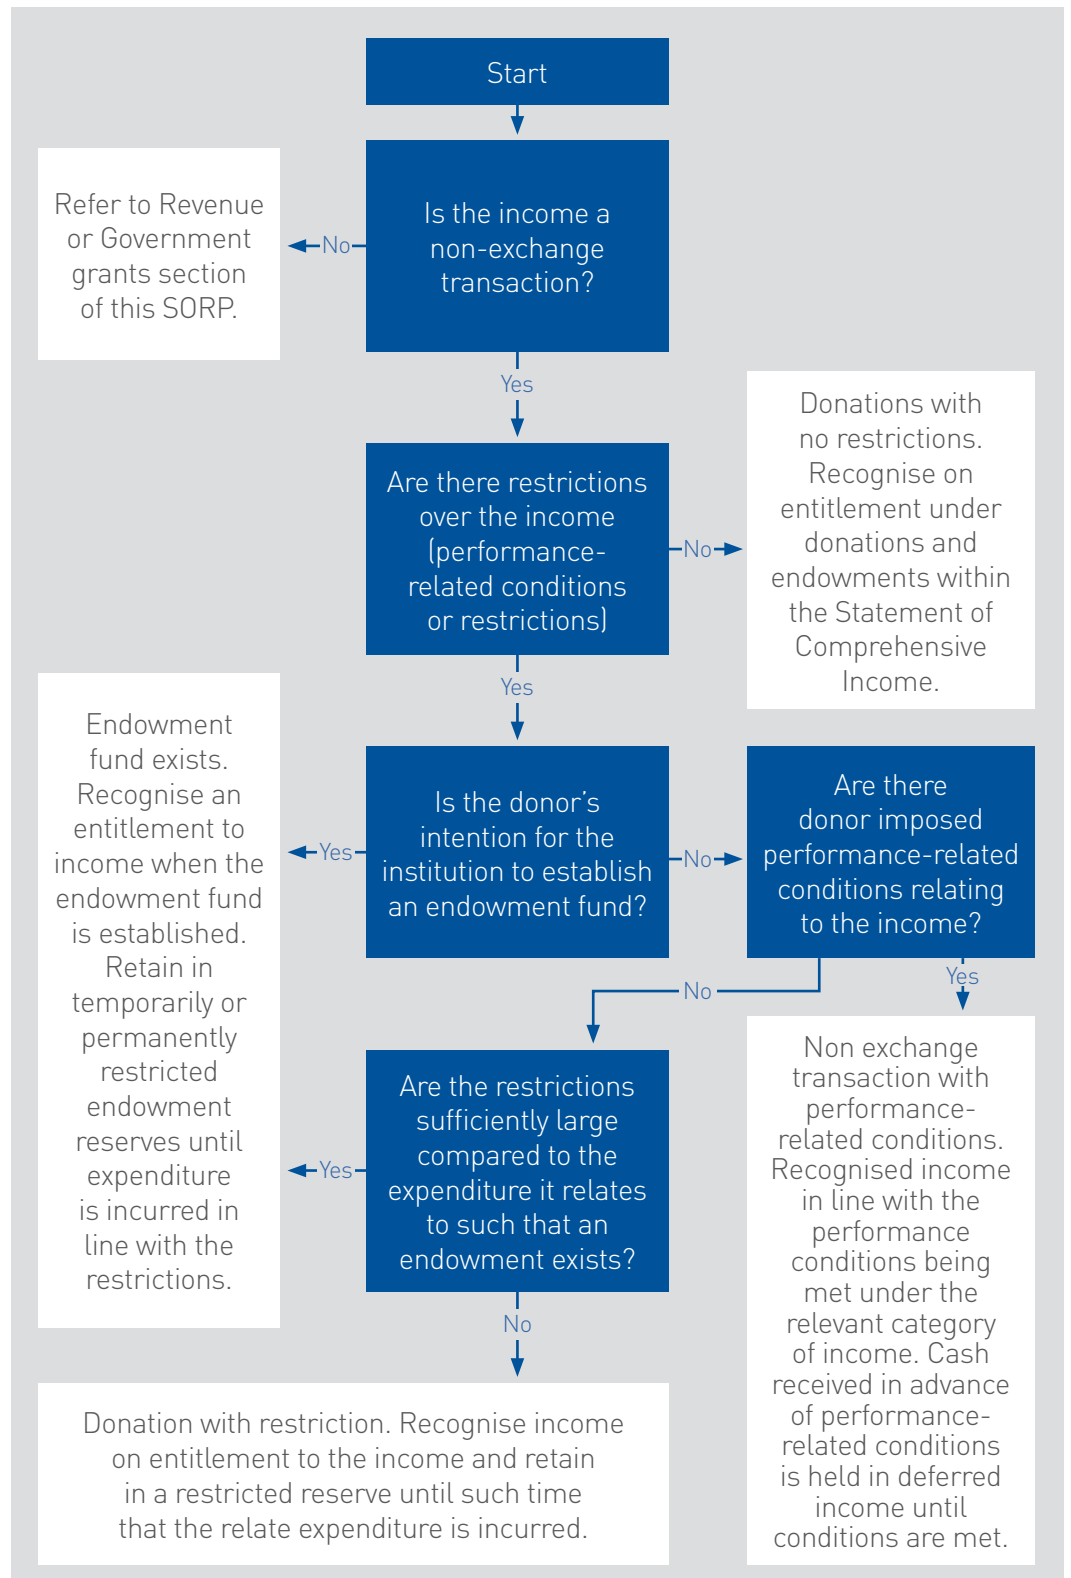 Start
Is the income a
non-exchange
transaction?
No
Refer to Revenue
or Government
grants section
of this SORP.
Yes
Are there restrictions
over the income
(performance-
related conditions
or restrictions)
No
Donations with
no restrictions.
Recognise on
entitlement under
donations and
endowments within
the Statement of
Comprehensive
Income.
Yes
Is the donor’s
intention for the
institution to establish
an endowment fund?
Yes
Endowment
fund exists.
Recognise an
entitlement to
income when the
endowment fund
is established.
Retain in
temporarily or
permanently
restricted
endowment
reserves until
expenditure
is incurred in
line with the
restrictions.
No
Are there
donor imposed
performance-related
conditions relating
to the income?
Yes
Non exchange
transaction with
performance-
related conditions.
Recognised income
in line with the
performance
conditions being
met under the
relevant category
of income. Cash
received in advance
of performance-
related conditions
is held in deferred
income until
conditions are met.
No
Are the restrictions
sufficiently large
compared to the
expenditure it relates
to such that an
endowment exists?
Yes
No
Donation with restriction. Recognise income
on entitlement to the income and retain
in a restricted reserve until such time
that the relate expenditure is incurred.